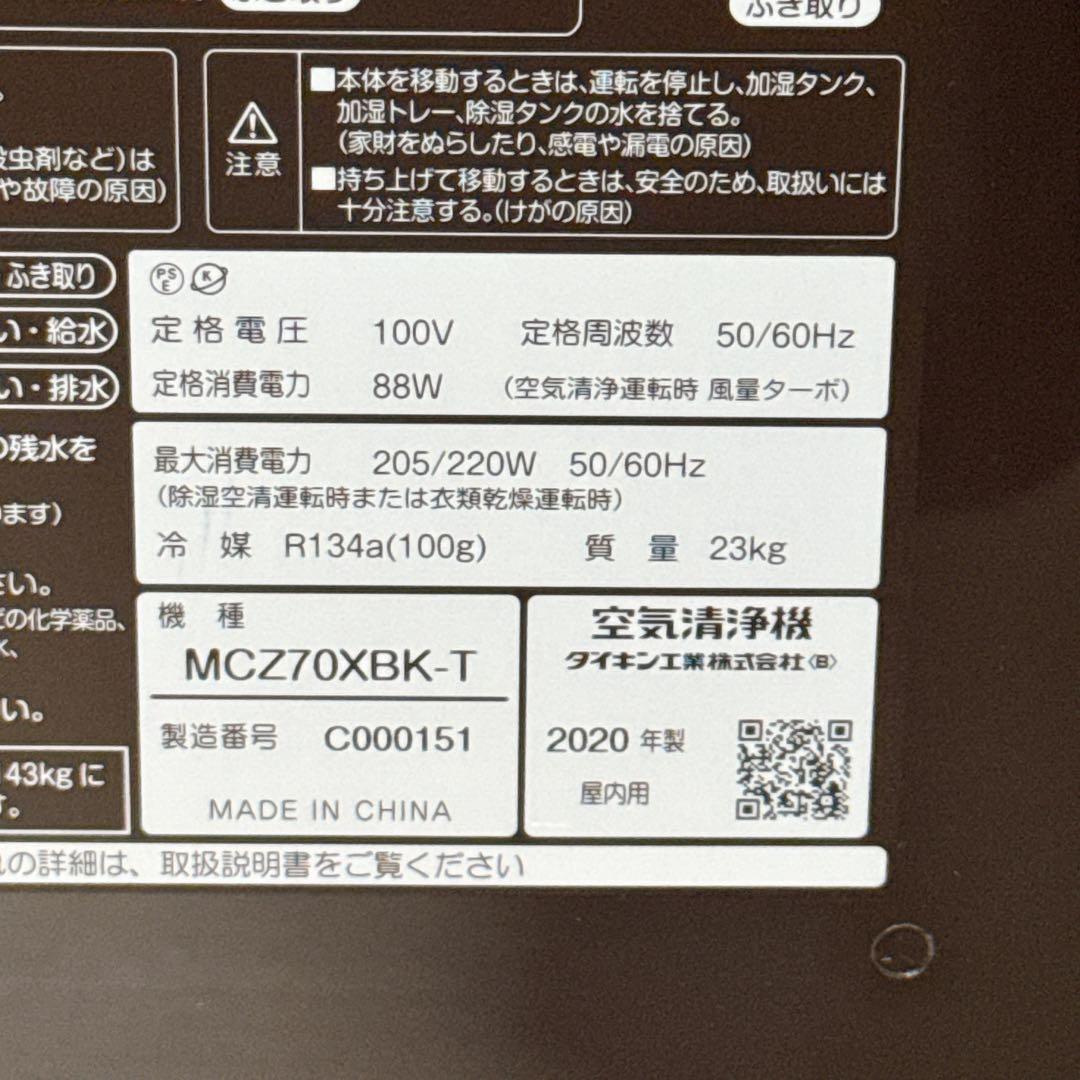 ふき取り
注意
■本体を移動するときは、運転を停止し、加湿タンク、
加湿トレー、除湿タンクの水を捨てる。
(家財をぬらしたり、感電や漏電の原因)
■持ち上げて移動するときは、安全のため、取扱いには
十分注意する。(けがの原因)
虫剤など)は
や故障の原因)
ふき取り
い・給水
い・排水
の残水を
ます)
さい。
どの化学薬品、
い。
43kgに
す。
PSE K
定格電圧 100V 定格周波数 50/60Hz
定格消費電力 88W (空気清浄運転時 風量ターボ)
最大消費電力 205/220W 50/60Hz
(除湿空清運転時または衣類乾燥運転時)
冷媒 R134a(100g) 質量 23kg
機種
MCZ70XBK-T
製造番号 C000151
MADE IN CHINA
空気清浄機
ダイキン工業株式会社〈B〉
2020 年製
屋内用
の詳細は、取扱説明書をご覧ください